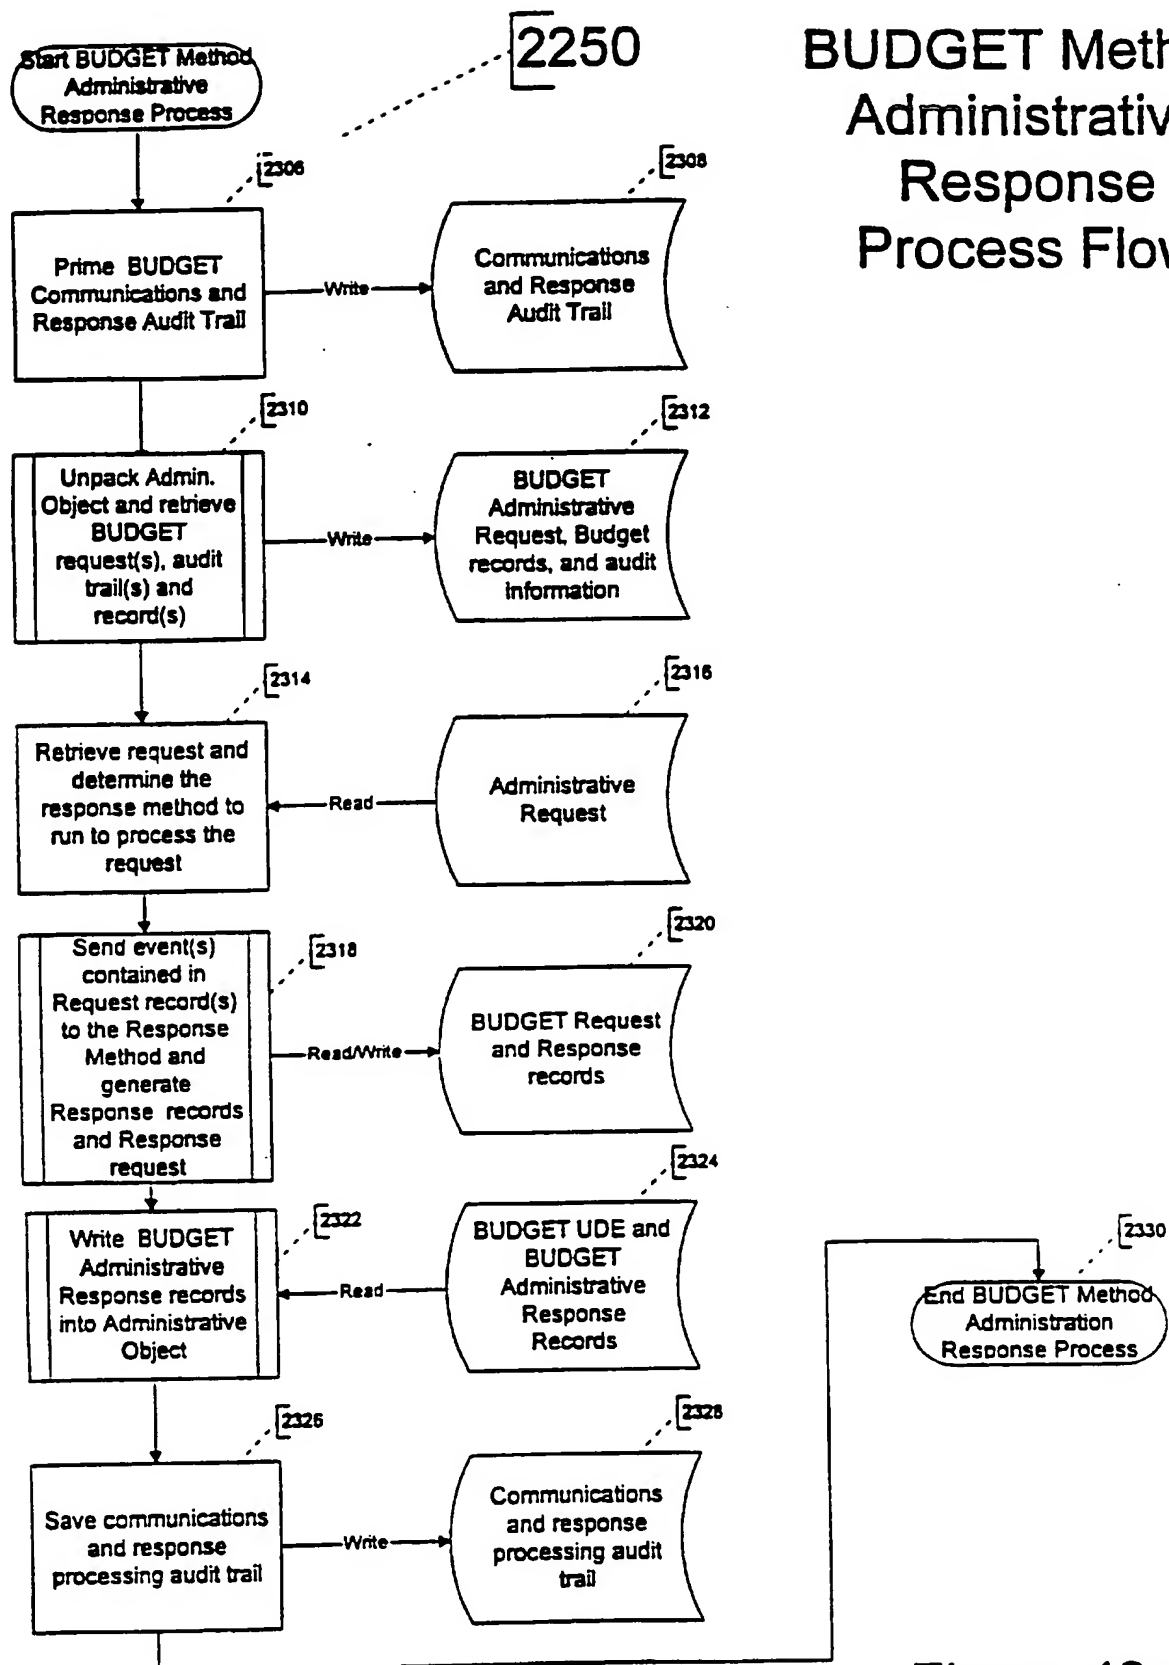 2250
BUDGET Meth
Administrativ
Response
Process Flow
Start BUDGET Method
Administrative
Response Process
2306
Prime BUDGET
Communications and
Response Audit Trail
Write
2308
Communications
and Response
Audit Trail
2310
Unpack Admin.
Object and retrieve
BUDGET
request(s), audit
trail(s) and
record(s)
Write
2312
BUDGET
Administrative
Request, Budget
records, and audit
information
2314
Retrieve request and
determine the
response method to
run to process the
request
Read
2316
Administrative
Request
2318
Send event(s)
contained in
Request record(s)
to the Response
Method and
generate
Response records
and Response
request
Read/Write
2320
BUDGET Request
and Response
records
2322
Write BUDGET
Administrative
Response records
into Administrative
Object
Read
2324
BUDGET UDE and
BUDGET
Administrative
Response
Records
2326
Save communications
and response
processing audit trail
Write
2328
Communications
and response
processing audit
trail
2330
End BUDGET Method
Administration
Response Process